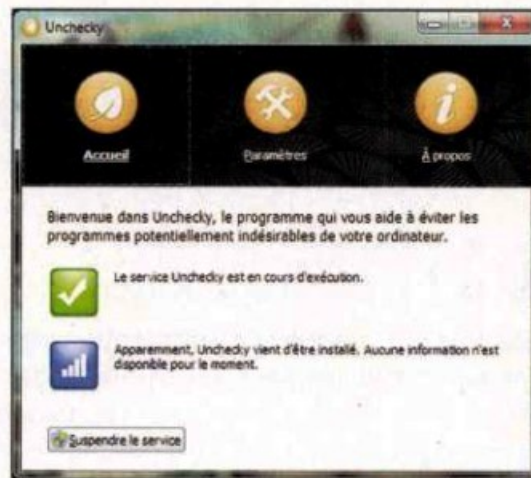 Unchecky
Accueil
Paramètres
À propos
Bienvenue dans Unchecky, le programme qui vous aide à éviter les
programmes potentiellement indésirables de votre ordinateur.
Le service Unchecky est en cours d'exécution.
Apparemment, Unchecky vient d'être installé. Aucune information n'est
disponible pour le moment.
Suspendre le service